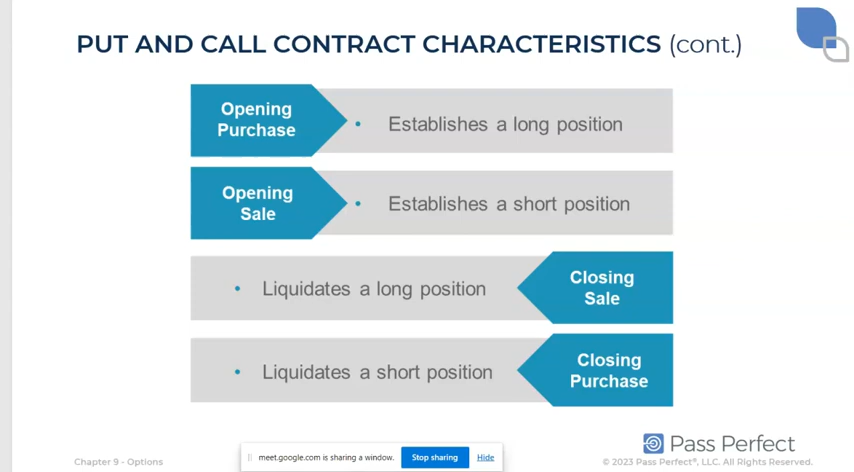 PUT AND CALL CONTRACT CHARACTERISTICS (cont.)
Opening
Purchase
• Establishes a long position
Opening
Sale
• Establishes a short position
• Liquidates a long position
Closing
Sale
• Liquidates a short position
Closing
Purchase
Pass Perfect
Chapter 9 - Options
meet.google.com is sharing a window.
Stop sharing
Hide
© 2023 Pass Perfect®, LLC. All Rights Reserved.